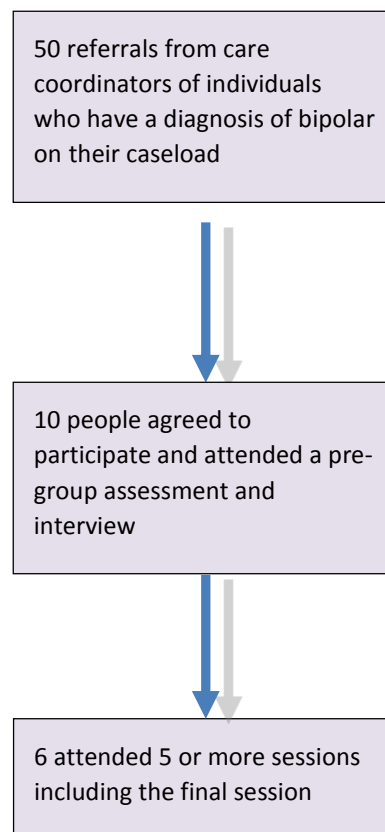 50 referrals from care
coordinators of individuals
who have a diagnosis of bipolar
on their caseload
10 people agreed to
participate and attended a pre-
group assessment and
interview
6 attended 5 or more sessions
including the final session